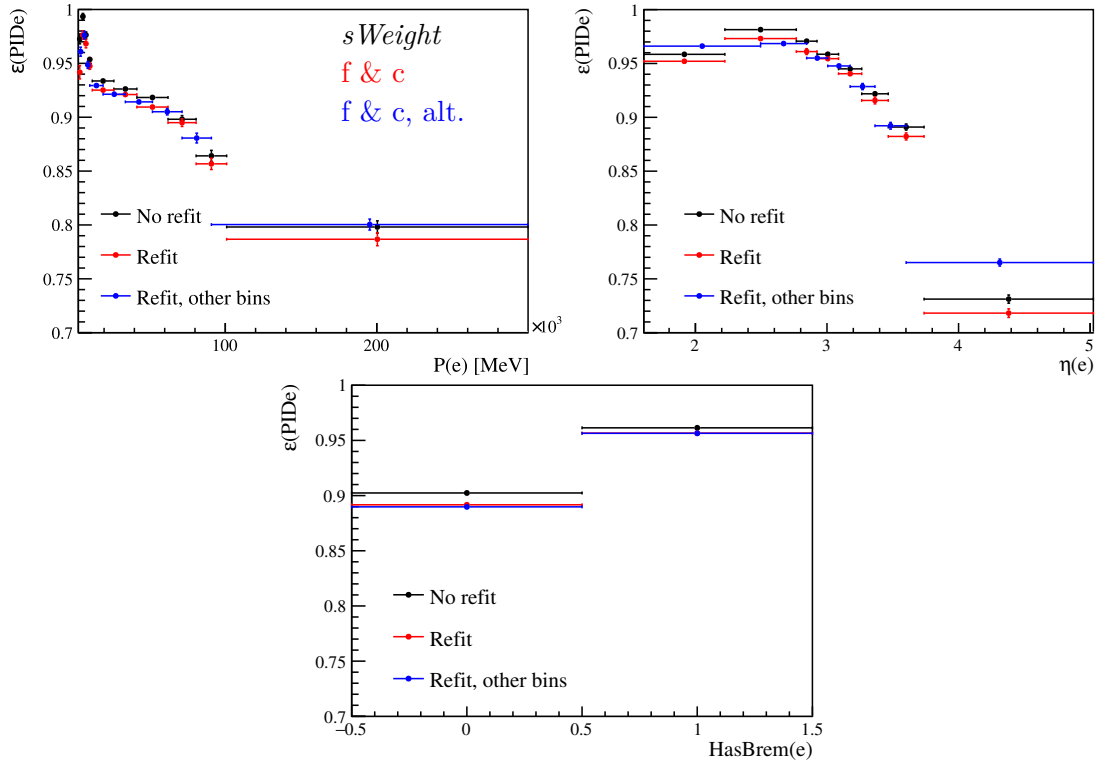 ε(PIDe)
1
0.95
0.9
0.85
0.8
0.75
0.7
sWeight
f & c
f & c, alt.
No refit
Refit
Refit, other bins
100
200
×10³
P(e) [MeV]
ε(PIDe)
1
0.95
0.9
0.85
0.8
0.75
0.7
No refit
Refit
Refit, other bins
2
3
4
5
η(e)
ε(PIDe)
1
0.95
0.9
0.85
0.8
0.75
0.7
No refit
Refit
Refit, other bins
−0.5
0
0.5
1
1.5
HasBrem(e)